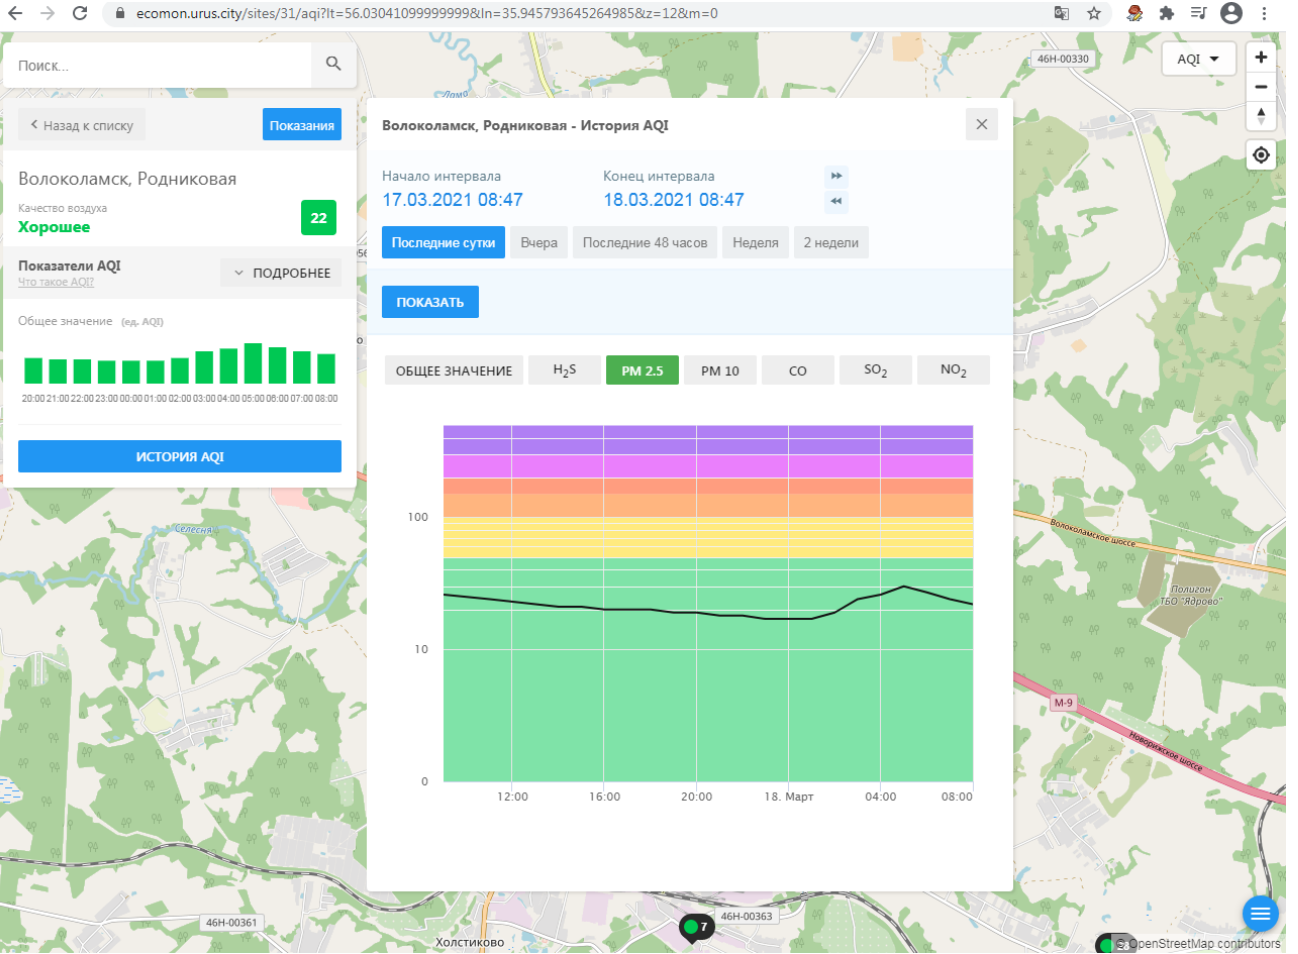 ecomon.urus.city/sites/31/aqi?lt=56.03041099999999&ln=35.945793645264985&z=12&m=0
Поиск...
46Н-00330
AQI
Лама
Назад к списку
Показания
Волоколамск, Родниковая - История AQI
Волоколамск, Родниковая
Качество воздуха
Хорошее
22
Начало интервала
Конец интервала
17.03.2021 08:47
18.03.2021 08:47
Последние сутки
Вчера
Последние 48 часов
Неделя
2 недели
Показатели AQI
Что такое AQI?
ПОДРОБНЕЕ
ПОКАЗАТЬ
Общее значение (ед. AQI)
20:00 21:00 22:00 23:00 00:00 01:00 02:00 03:00 04:00 05:00 06:00 07:00 08:00
ИСТОРИЯ AQI
ОБЩЕЕ ЗНАЧЕНИЕ
H2S
PM 2.5
PM 10
CO
SO2
NO2
100
10
0
12:00
16:00
20:00
18. Март
04:00
08:00
Селесня
Волоколамское шоссе
Полигон
ТБО "Ядрово"
М-9
Новорижское шоссе
46Н-00361
46Н-00363
7
Холстиково
© OpenStreetMap contributors